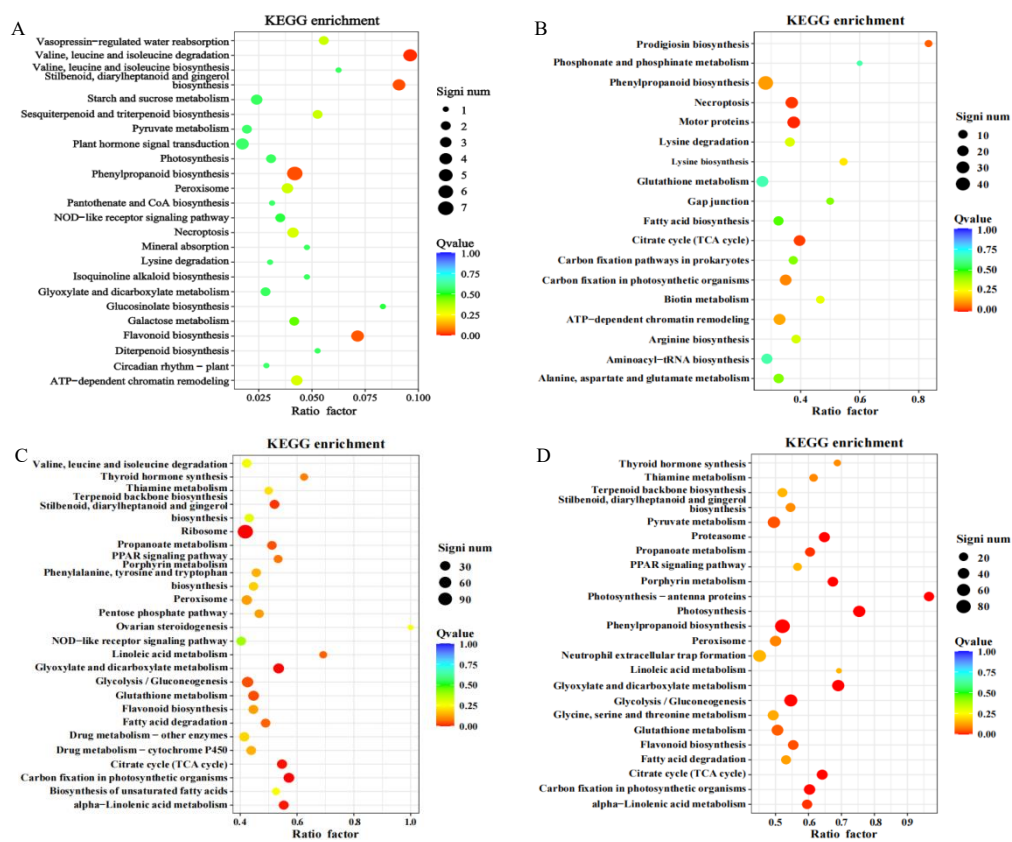 A
KEGG enrichment
Vasopressin−regulated water reabsorption
Valine, leucine and isoleucine degradation
Valine, leucine and isoleucine biosynthesis
Stilbenoid, diarylheptanoid and gingerol
biosynthesis
Starch and sucrose metabolism
Sesquiterpenoid and triterpenoid biosynthesis
Pyruvate metabolism
Plant hormone signal transduction
Photosynthesis
Phenylpropanoid biosynthesis
Peroxisome
Pantothenate and CoA biosynthesis
NOD−like receptor signaling pathway
Necroptosis
Mineral absorption
Lysine degradation
Isoquinoline alkaloid biosynthesis
Glyoxylate and dicarboxylate metabolism
Glucosinolate biosynthesis
Galactose metabolism
Flavonoid biosynthesis
Diterpenoid biosynthesis
Circadian rhythm − plant
ATP−dependent chromatin remodeling
0.025 0.050 0.075 0.100
Ratio factor
Signi num
1
2
3
4
5
6
7
Qvalue
1.00
0.75
0.50
0.25
0.00
B
KEGG enrichment
Prodigiosin biosynthesis
Phosphonate and phosphinate metabolism
Phenylpropanoid biosynthesis
Necroptosis
Motor proteins
Lysine degradation
Lysine biosynthesis
Glutathione metabolism
Gap junction
Fatty acid biosynthesis
Citrate cycle (TCA cycle)
Carbon fixation pathways in prokaryotes
Carbon fixation in photosynthetic organisms
Biotin metabolism
ATP−dependent chromatin remodeling
Arginine biosynthesis
Aminoacyl−tRNA biosynthesis
Alanine, aspartate and glutamate metabolism
0.4 0.6 0.8
Ratio factor
Signi num
10
20
30
40
Qvalue
1.00
0.75
0.50
0.25
0.00
C
KEGG enrichment
Valine, leucine and isoleucine degradation
Thyroid hormone synthesis
Thiamine metabolism
Terpenoid backbone biosynthesis
Stilbenoid, diarylheptanoid and gingerol
biosynthesis
Ribosome
Propanoate metabolism
PPAR signaling pathway
Porphyrin metabolism
Phenylalanine, tyrosine and tryptophan
biosynthesis
Peroxisome
Pentose phosphate pathway
Ovarian steroidogenesis
NOD−like receptor signaling pathway
Linoleic acid metabolism
Glyoxylate and dicarboxylate metabolism
Glycolysis / Gluconeogenesis
Glutathione metabolism
Flavonoid biosynthesis
Fatty acid degradation
Drug metabolism − other enzymes
Drug metabolism − cytochrome P450
Citrate cycle (TCA cycle)
Carbon fixation in photosynthetic organisms
Biosynthesis of unsaturated fatty acids
alpha−Linolenic acid metabolism
0.4 0.6 0.8 1.0
Ratio factor
Signi num
30
60
90
Qvalue
1.00
0.75
0.50
0.25
0.00
D
KEGG enrichment
Thyroid hormone synthesis
Thiamine metabolism
Terpenoid backbone biosynthesis
Stilbenoid, diarylheptanoid and gingerol
biosynthesis
Pyruvate metabolism
Proteasome
Propanoate metabolism
PPAR signaling pathway
Porphyrin metabolism
Photosynthesis − antenna proteins
Photosynthesis
Phenylpropanoid biosynthesis
Peroxisome
Neutrophil extracellular trap formation
Linoleic acid metabolism
Glyoxylate and dicarboxylate metabolism
Glycolysis / Gluconeogenesis
Glycine, serine and threonine metabolism
Glutathione metabolism
Flavonoid biosynthesis
Fatty acid degradation
Citrate cycle (TCA cycle)
Carbon fixation in photosynthetic organisms
alpha−Linolenic acid metabolism
0.5 0.6 0.7 0.8 0.9
Ratio factor
Signi num
20
40
60
80
Qvalue
1.00
0.75
0.50
0.25
0.00